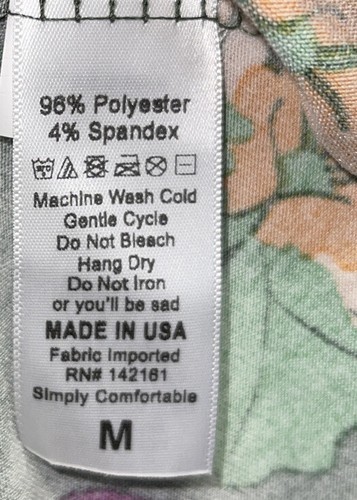 96% Polyester
4% Spandex
Machine Wash Cold
Gentle Cycle
Do Not Bleach
Hang Dry
Do Not Iron
or you'll be sad
MADE IN USA
Fabric Imported
RN# 142161
Simply Comfortable
M